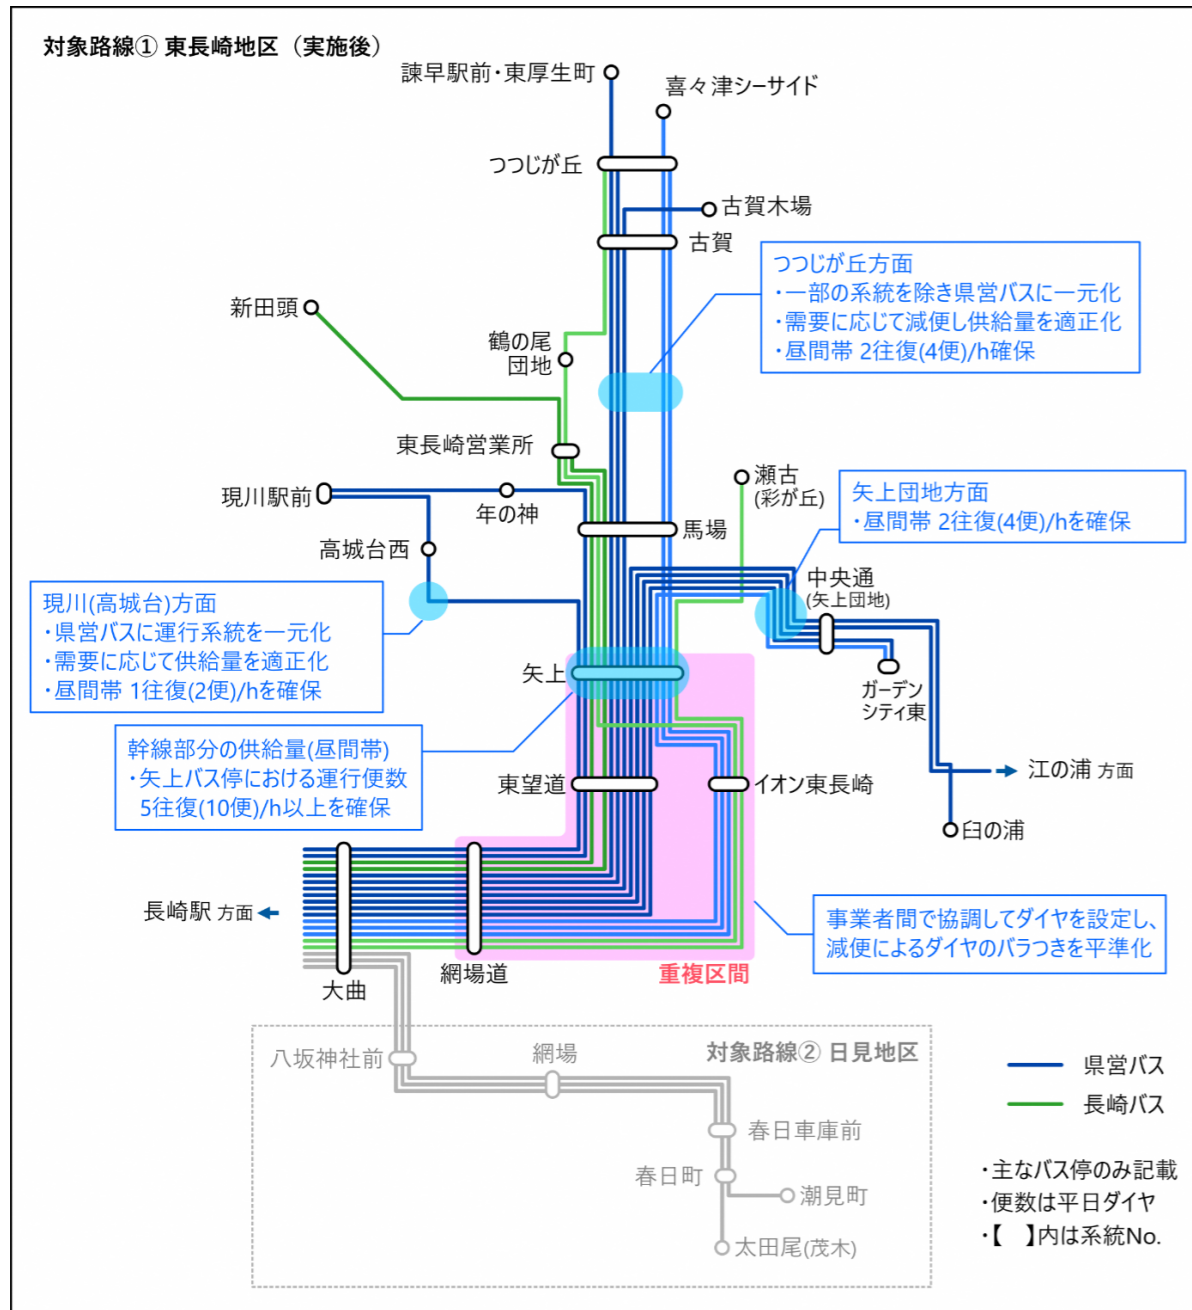 対象路線① 東長崎地区（実施後）
諫早駅前・東厚生町
喜々津シーサイド
つつじが丘
古賀木場
古賀
つつじが丘方面
・一部の系統を除き県営バスに一元化
・需要に応じて減便し供給量を適正化
・昼間帯 2往復(4便)/h確保
新田頭
鶴の尾
団地
東長崎営業所
瀬古
(彩が丘)
矢上団地方面
・昼間帯 2往復(4便)/hを確保
現川駅前
年の神
馬場
高城台西
中央通
(矢上団地)
現川(高城台)方面
・県営バスに運行系統を一元化
・需要に応じて供給量を適正化
・昼間帯 1往復(2便)/hを確保
矢上
ガーデン
シティ東
幹線部分の供給量(昼間帯)
・矢上バス停における運行便数
5往復(10便)/h以上を確保
東望道
イオン東長崎
江の浦 方面
臼の浦
長崎駅 方面
事業者間で協調してダイヤを設定し、
減便によるダイヤのバラつきを平準化
大曲
網場道
重複区間
八坂神社前
網場
対象路線② 日見地区
県営バス
長崎バス
春日車庫前
春日町
潮見町
太田尾(茂木)
・主なバス停のみ記載
・便数は平日ダイヤ
・【　】内は系統No.